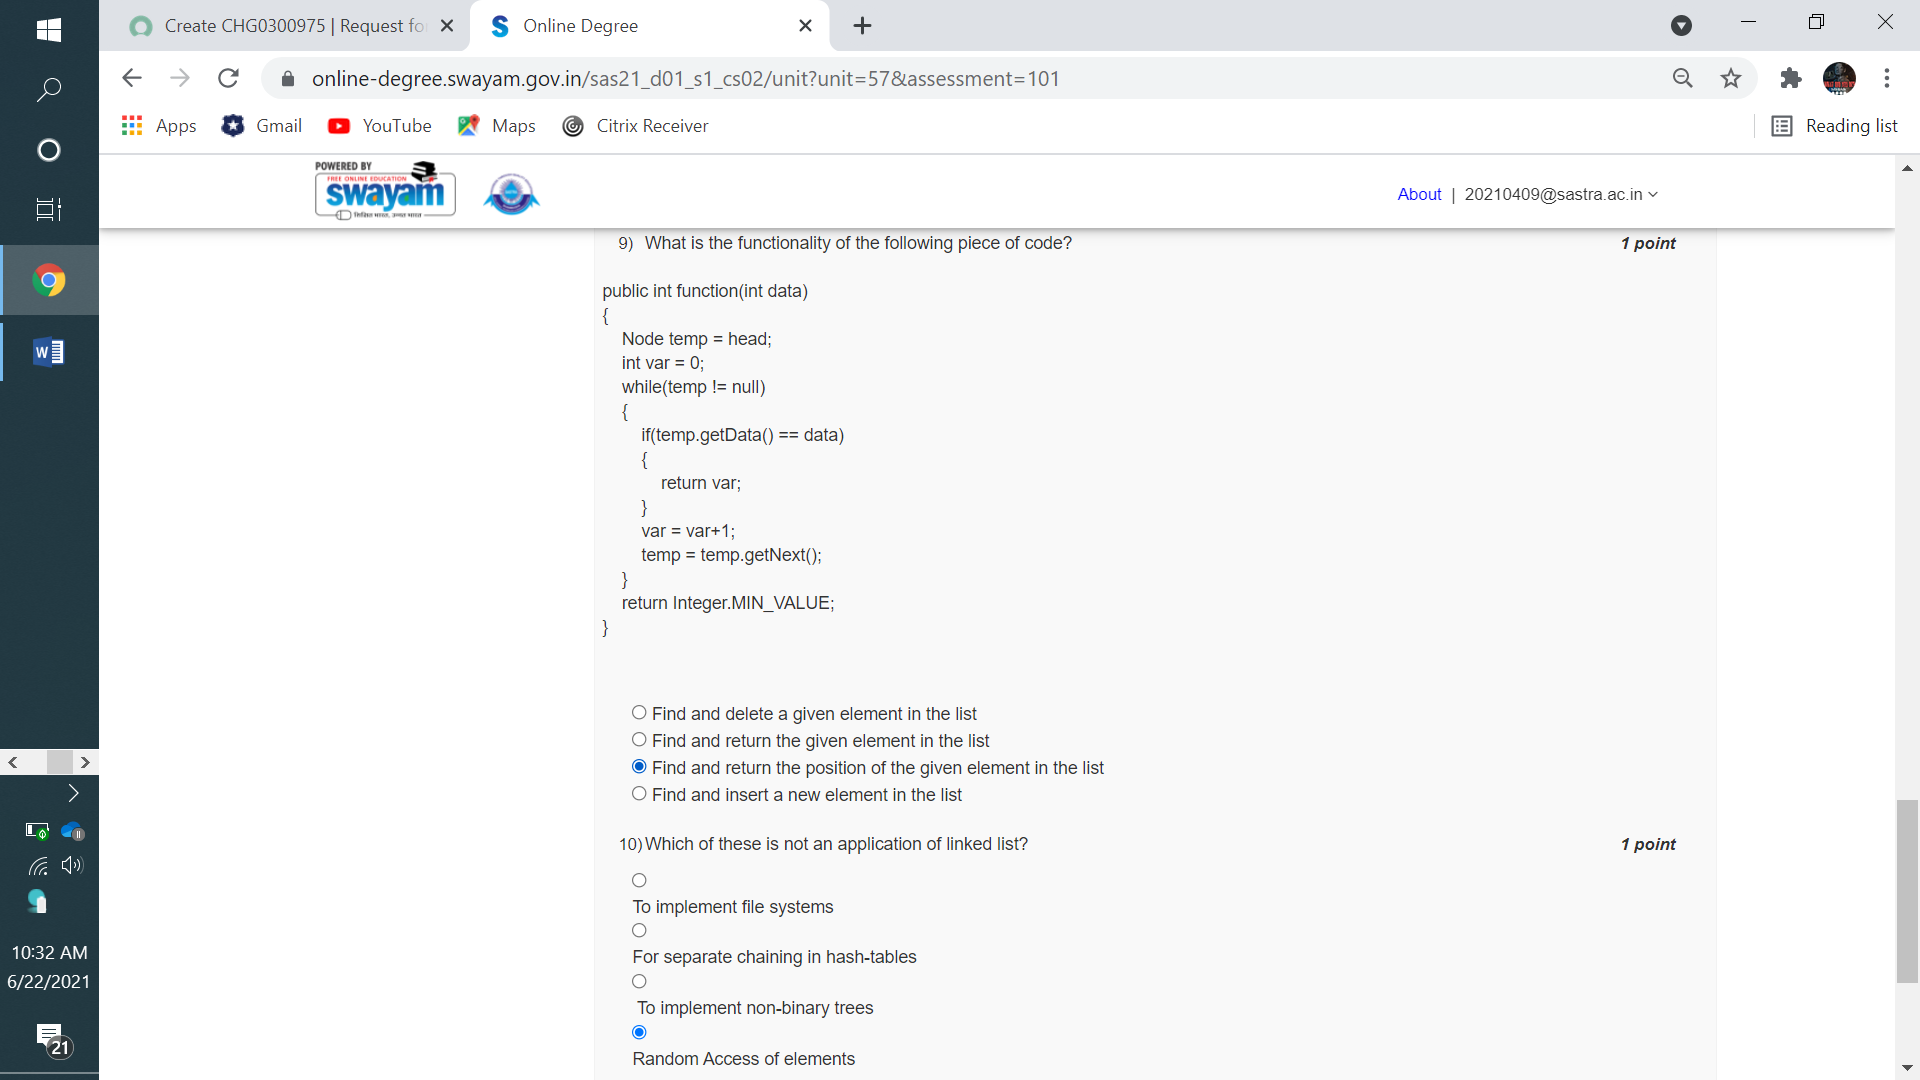 Create CHG0300975 | Request fo
Online Degree
online-degree.swayam.gov.in/sas21_d01_s1_cs02/unit?unit=57&assessment=101
Apps
Gmail
YouTube
Maps
Citrix Receiver
Reading list
POWERED BY
FREE ONLINE EDUCATION
swayam
About | 20210409@sastra.ac.in
9) What is the functionality of the following piece of code?
1 point
public int function(int data)
{
Node temp = head;
int var = 0;
while(temp != null)
{
if(temp.getData() == data)
{
return var;
}
var = var+1;
temp = temp.getNext();
}
return Integer.MIN_VALUE;
}
Find and delete a given element in the list
Find and return the given element in the list
Find and return the position of the given element in the list
Find and insert a new element in the list
10) Which of these is not an application of linked list?
1 point
To implement file systems
For separate chaining in hash-tables
To implement non-binary trees
Random Access of elements
W
10:32 AM
6/22/2021
21